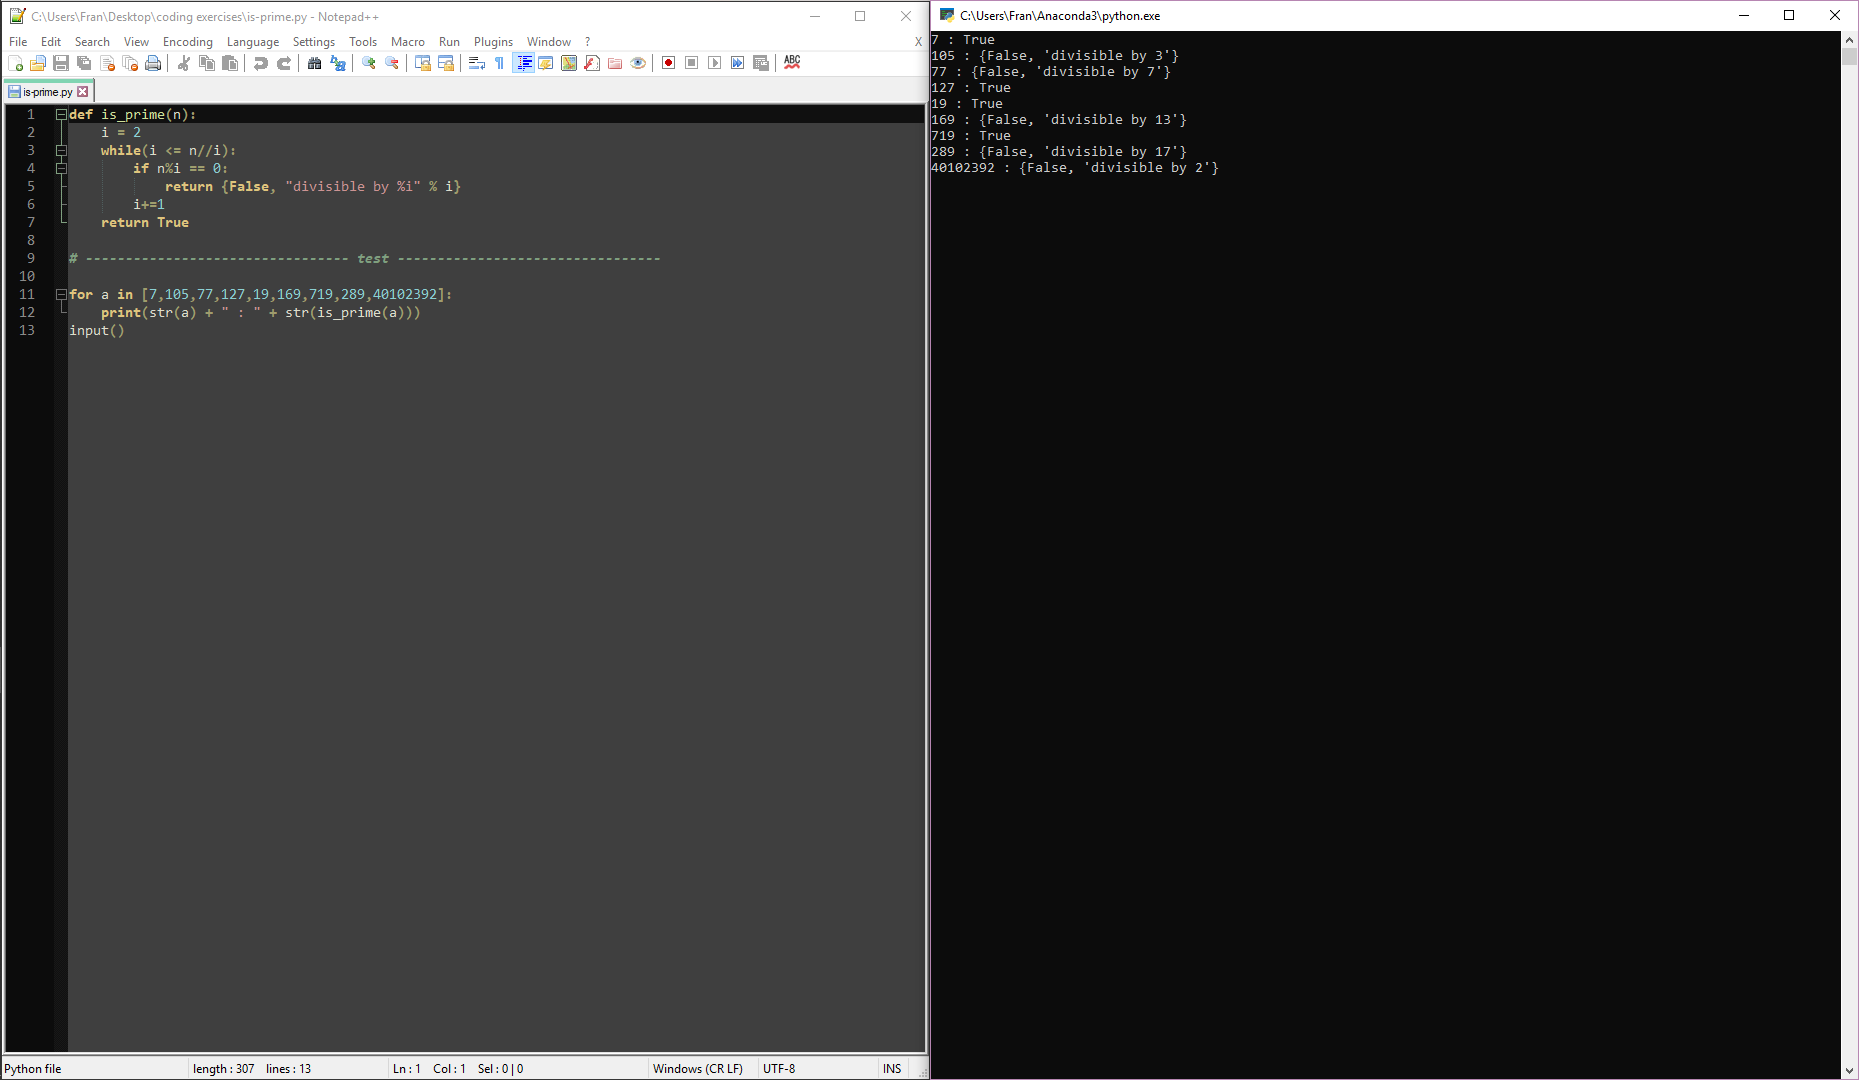 C:\Users\Fran\Desktop\coding exercises\is-prime.py - Notepad++
File Edit Search View Encoding Language Settings Tools Macro Run Plugins Window ? X
ABC
is-prime.py
1 def is_prime(n):
2     i = 2
3     while(i <= n//i):
4         if n%i == 0:
5             return {False, "divisible by %i" % i}
6         i+=1
7     return True
8
9 # --------------------------------- test ---------------------------------
10
11 for a in [7,105,77,127,19,169,719,289,40102392]:
12     print(str(a) + " : " + str(is_prime(a)))
13 input()
Python file length : 307 lines : 13 Ln : 1 Col : 1 Sel : 0 | 0 Windows (CR LF) UTF-8 INS
C:\Users\Fran\Anaconda3\python.exe
7 : True
105 : {False, 'divisible by 3'}
77 : {False, 'divisible by 7'}
127 : True
19 : True
169 : {False, 'divisible by 13'}
719 : True
289 : {False, 'divisible by 17'}
40102392 : {False, 'divisible by 2'}